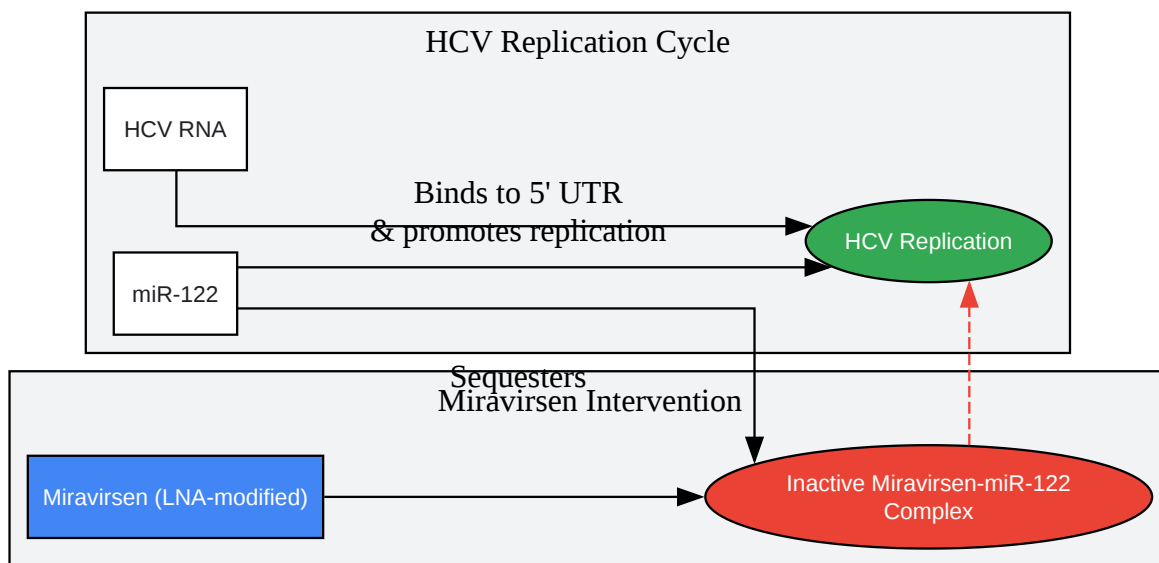 HCV Replication Cycle
HCV RNA
Binds to 5' UTR
& promotes replication
HCV Replication
miR-122
Sequesters
Miravirsen Intervention
Miravirsen (LNA-modified)
Inactive Miravirsen-miR-122
Complex